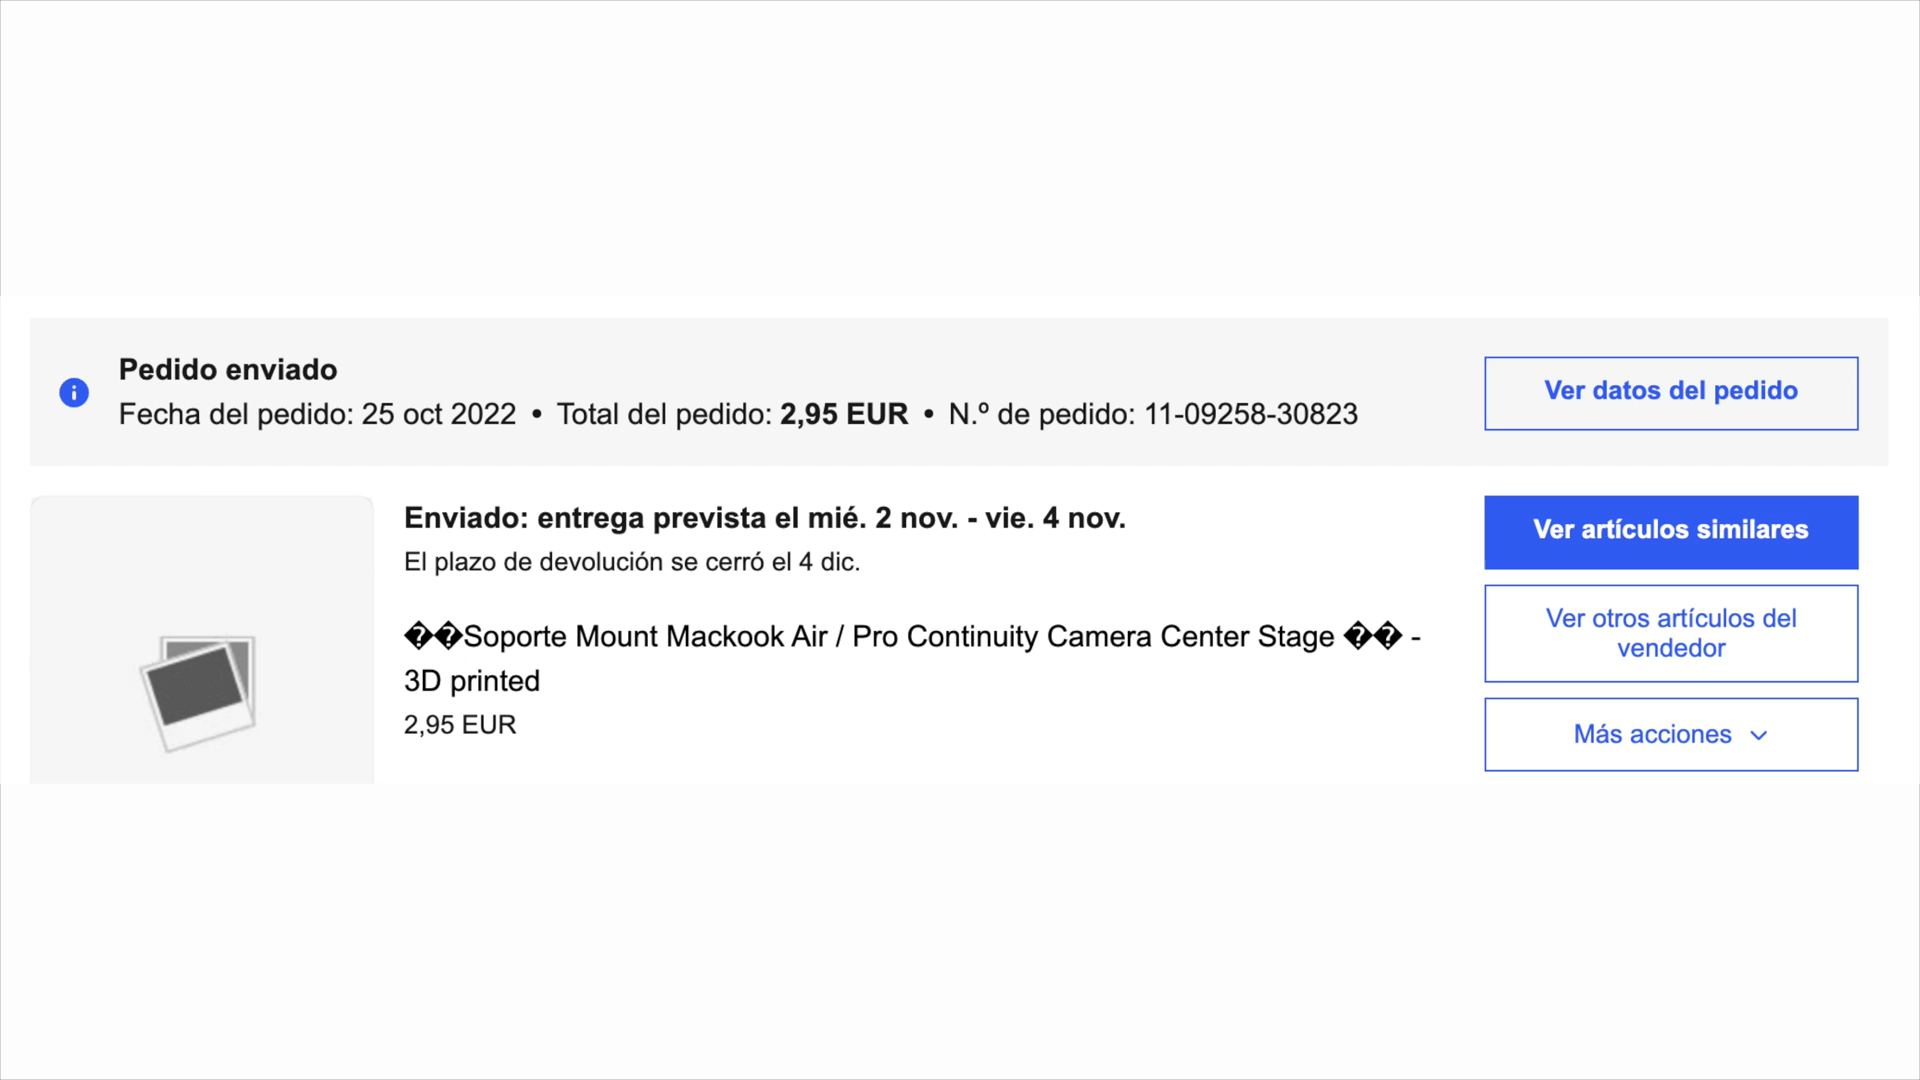 Pedido enviado
Fecha del pedido: 25 oct 2022 • Total del pedido: 2,95 EUR • N.º de pedido: 11-09258-30823
Ver datos del pedido
Enviado: entrega prevista el mié. 2 nov. - vie. 4 nov.
El plazo de devolución se cerró el 4 dic.
��Soporte Mount Mackook Air / Pro Continuity Camera Center Stage �� -
3D printed
2,95 EUR
Ver artículos similares
Ver otros artículos del
vendedor
Más acciones